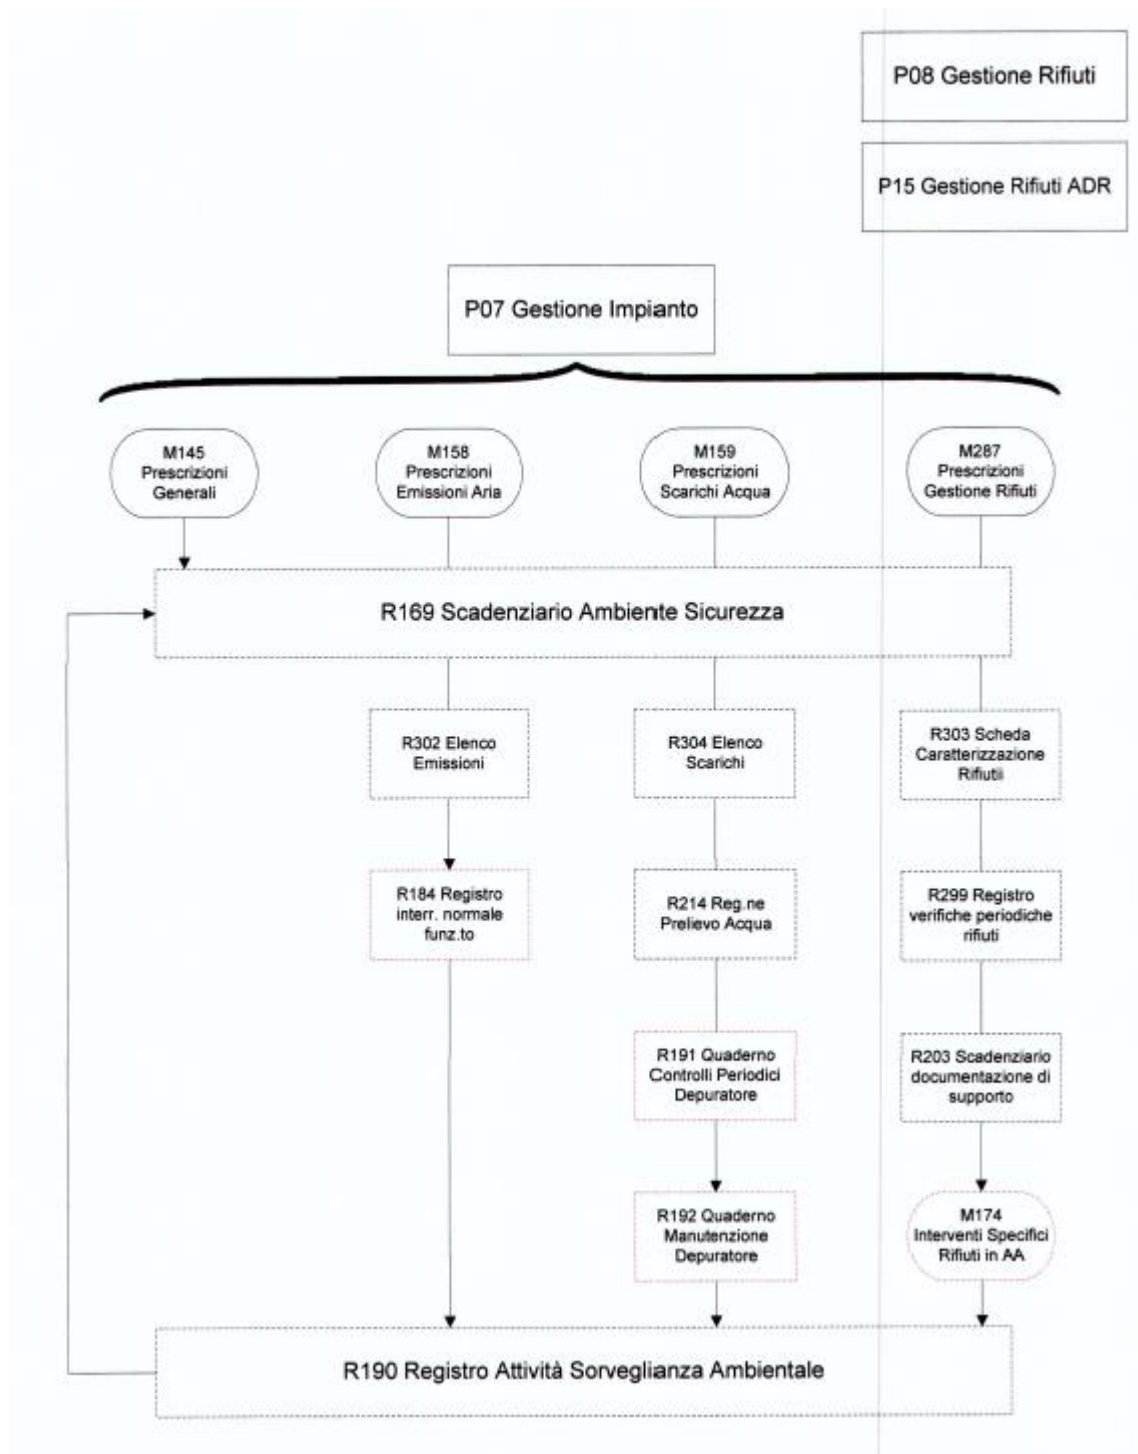 P08 Gestione Rifiuti
P15 Gestione Rifiuti ADR
P07 Gestione Impianto
M145
Prescrizioni
Generali
M158
Prescrizioni
Emissioni Aria
M159
Prescrizioni
Scarichi Acqua
M287
Prescrizioni
Gestione Rifiuti
R169 Scadenziario Ambiente Sicurezza
R302 Elenco
Emissioni
R304 Elenco
Scarichi
R303 Scheda
Caratterizzazione
Rifiutii
R184 Registro
interr. normale
funz.to
R214 Reg.ne
Prelievo Acqua
R299 Registro
verifiche periodiche
rifiuti
R191 Quaderno
Controlli Periodici
Depuratore
R203 Scadenziario
documentazione di
supporto
R192 Quaderno
Manutenzione
Depuratore
M174
Interventi Specifici
Rifiuti in AA
R190 Registro Attività Sorveglianza Ambientale